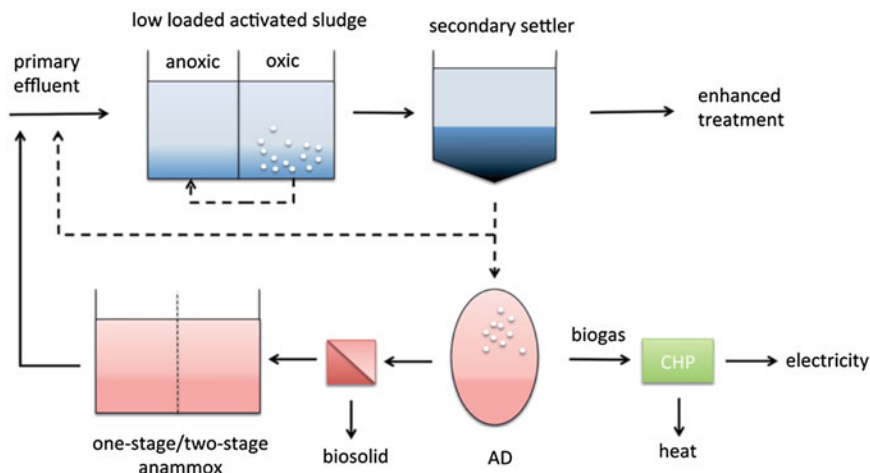 low loaded activated sludge
secondary settler
primary
effluent
anoxic
oxic
enhanced
treatment
biogas
CHP
electricity
one-stage/two-stage
anammox
biosolid
AD
heat